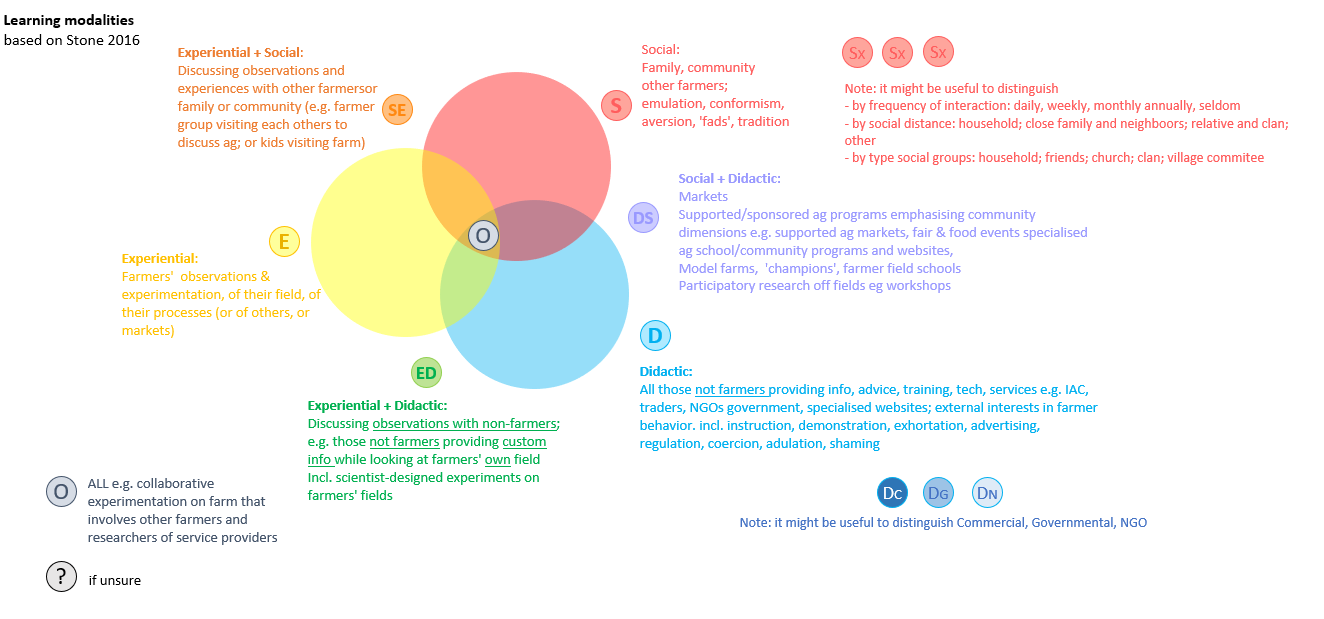 Learning modalities
based on Stone 2016
Experiential + Social:
Discussing observations and
experiences with other farmersor
family or community (e.g. farmer
group visiting each others to
discuss ag; or kids visiting farm)
SE
Social:
Family, community
other farmers;
emulation, conformism,
aversion, 'fads', tradition
S
Sx Sx Sx
Note: it might be useful to distinguish
- by frequency of interaction: daily, weekly, monthly annually, seldom
- by social distance: household; close family and neighboors; relative and clan;
other
- by type social groups: household; friends; church; clan; village commitee
Social + Didactic:
Markets
Supported/sponsored ag programs emphasising community
dimensions e.g. supported ag markets, fair & food events specialised
ag school/community programs and websites,
Model farms, 'champions', farmer field schools
Participatory research off fields eg workshops
DS
O
E
Experiential:
Farmers' observations &
experimentation, of their field, of
their processes (or of others, or
markets)
D
Didactic:
All those not farmers providing info, advice, training, tech, services e.g. IAC,
traders, NGOs government, specialised websites; external interests in farmer
behavior. incl. instruction, demonstration, exhortation, advertising,
regulation, coercion, adulation, shaming
ED
Experiential + Didactic:
Discussing observations with non-farmers;
e.g. those not farmers providing custom
info while looking at farmers' own field
Incl. scientist-designed experiments on
farmers' fields
O
ALL e.g. collaborative
experimentation on farm that
involves other farmers and
researchers of service providers
DC DG DN
Note: it might be useful to distinguish Commercial, Governmental, NGO
? if unsure